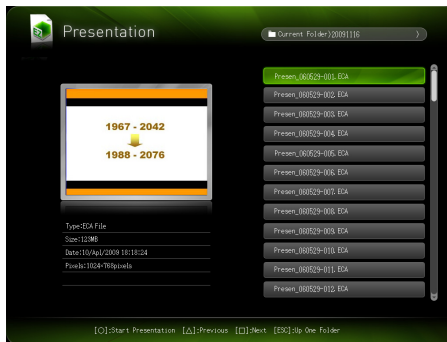 Presentation
Current Folder)20091116
Presen_060529-001.ECA
Presen_060529-002.ECA
Presen_060529-003.ECA
Presen_060529-004.ECA
Presen_060529-005.ECA
Presen_060529-006.ECA
Presen_060529-007.ECA
Presen_060529-008.ECA
Presen_060529-009.ECA
Presen_060529-010.ECA
Presen_060529-011.ECA
Presen_060529-012.ECA
1967 - 2042
1988 - 2076
Type:ECA File
Size:123MB
Date:10/Apl/2009 18:18:24
Pixels:1024×768pixels
[○]:Start Presentation [△]:Previous [□]:Next [ESC]:Up One Folder